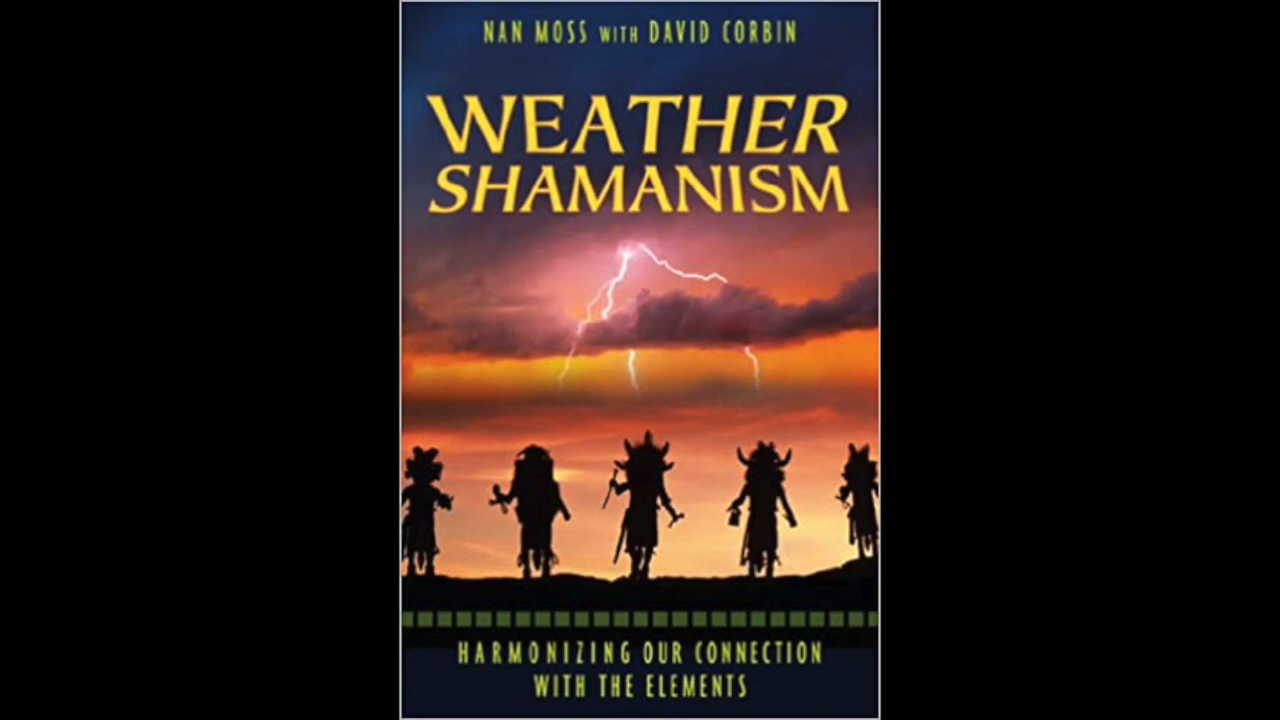 NAN MOSS WITH DAVID CORBIN
WEATHER
SHAMANISM
HARMONIZING OUR CONNECTION
WITH THE ELEMENTS